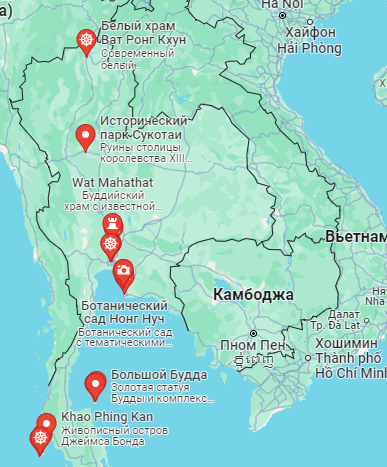 а)
Ha Noi
Хайфон
Hải Phòng
Белый храм
Ват Ронг Кхун
Современный
белый...
Исторический
парк Сукотаи
Руины столицы
королевства XIII...
Wat Mahathat
Буддийский
храм с известной...
Вьетнам
Камбоджа
Ботанический
сад Нонг Нуч
Ботанический сад
с тематическими...
Ня
Nha
Далат
Tp. Đà Lạt
Пном Пен
ភ្នំពេញ
Хошимин
Thành phố
Hồ Chí Minh
Большой Будда
Золотая статуя
Будды и комплекс...
Khao Phing Kan
Живописный остров
Джеймса Бонда